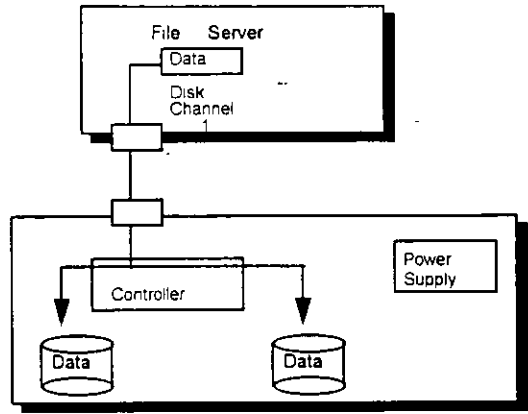 File Server
Data
Disk
Channel
1
Power
Supply
Controller
Data
Data